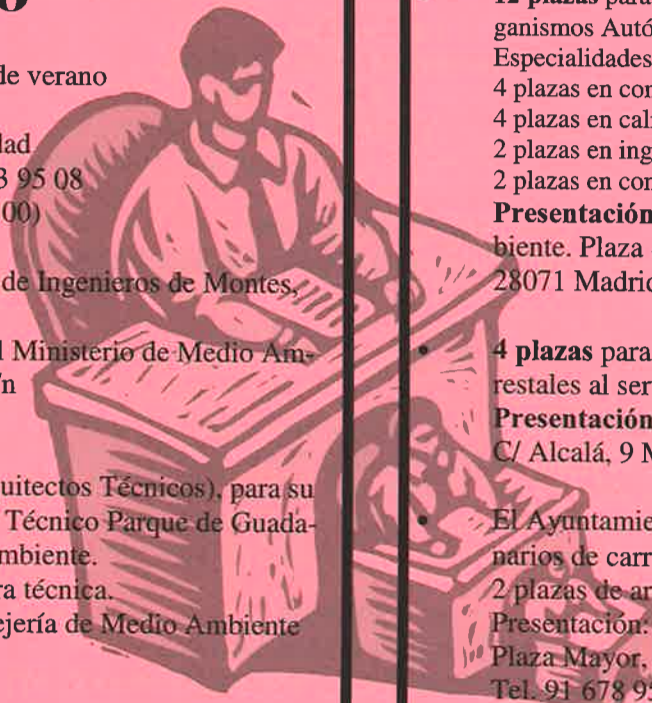 de verano
dad
3 95 08
00)
de Ingenieros de Montes,
l Ministerio de Medio Am-
/n
uitectos Técnicos), para su
Técnico Parque de Guada-
mbiente.
ra técnica.
ejería de Medio Ambiente
12 plazas para
ganismos Autó
Especialidades
4 plazas en con
4 plazas en cali
2 plazas en ing
2 plazas en con
Presentación
biente. Plaza
28071 Madrid
• 4 plazas para
restales al ser
Presentación
C/ Alcalá, 9 M
• El Ayuntamie
narios de carr
2 plazas de ar
Presentación:
Plaza Mayor,
Tel. 91 678 95